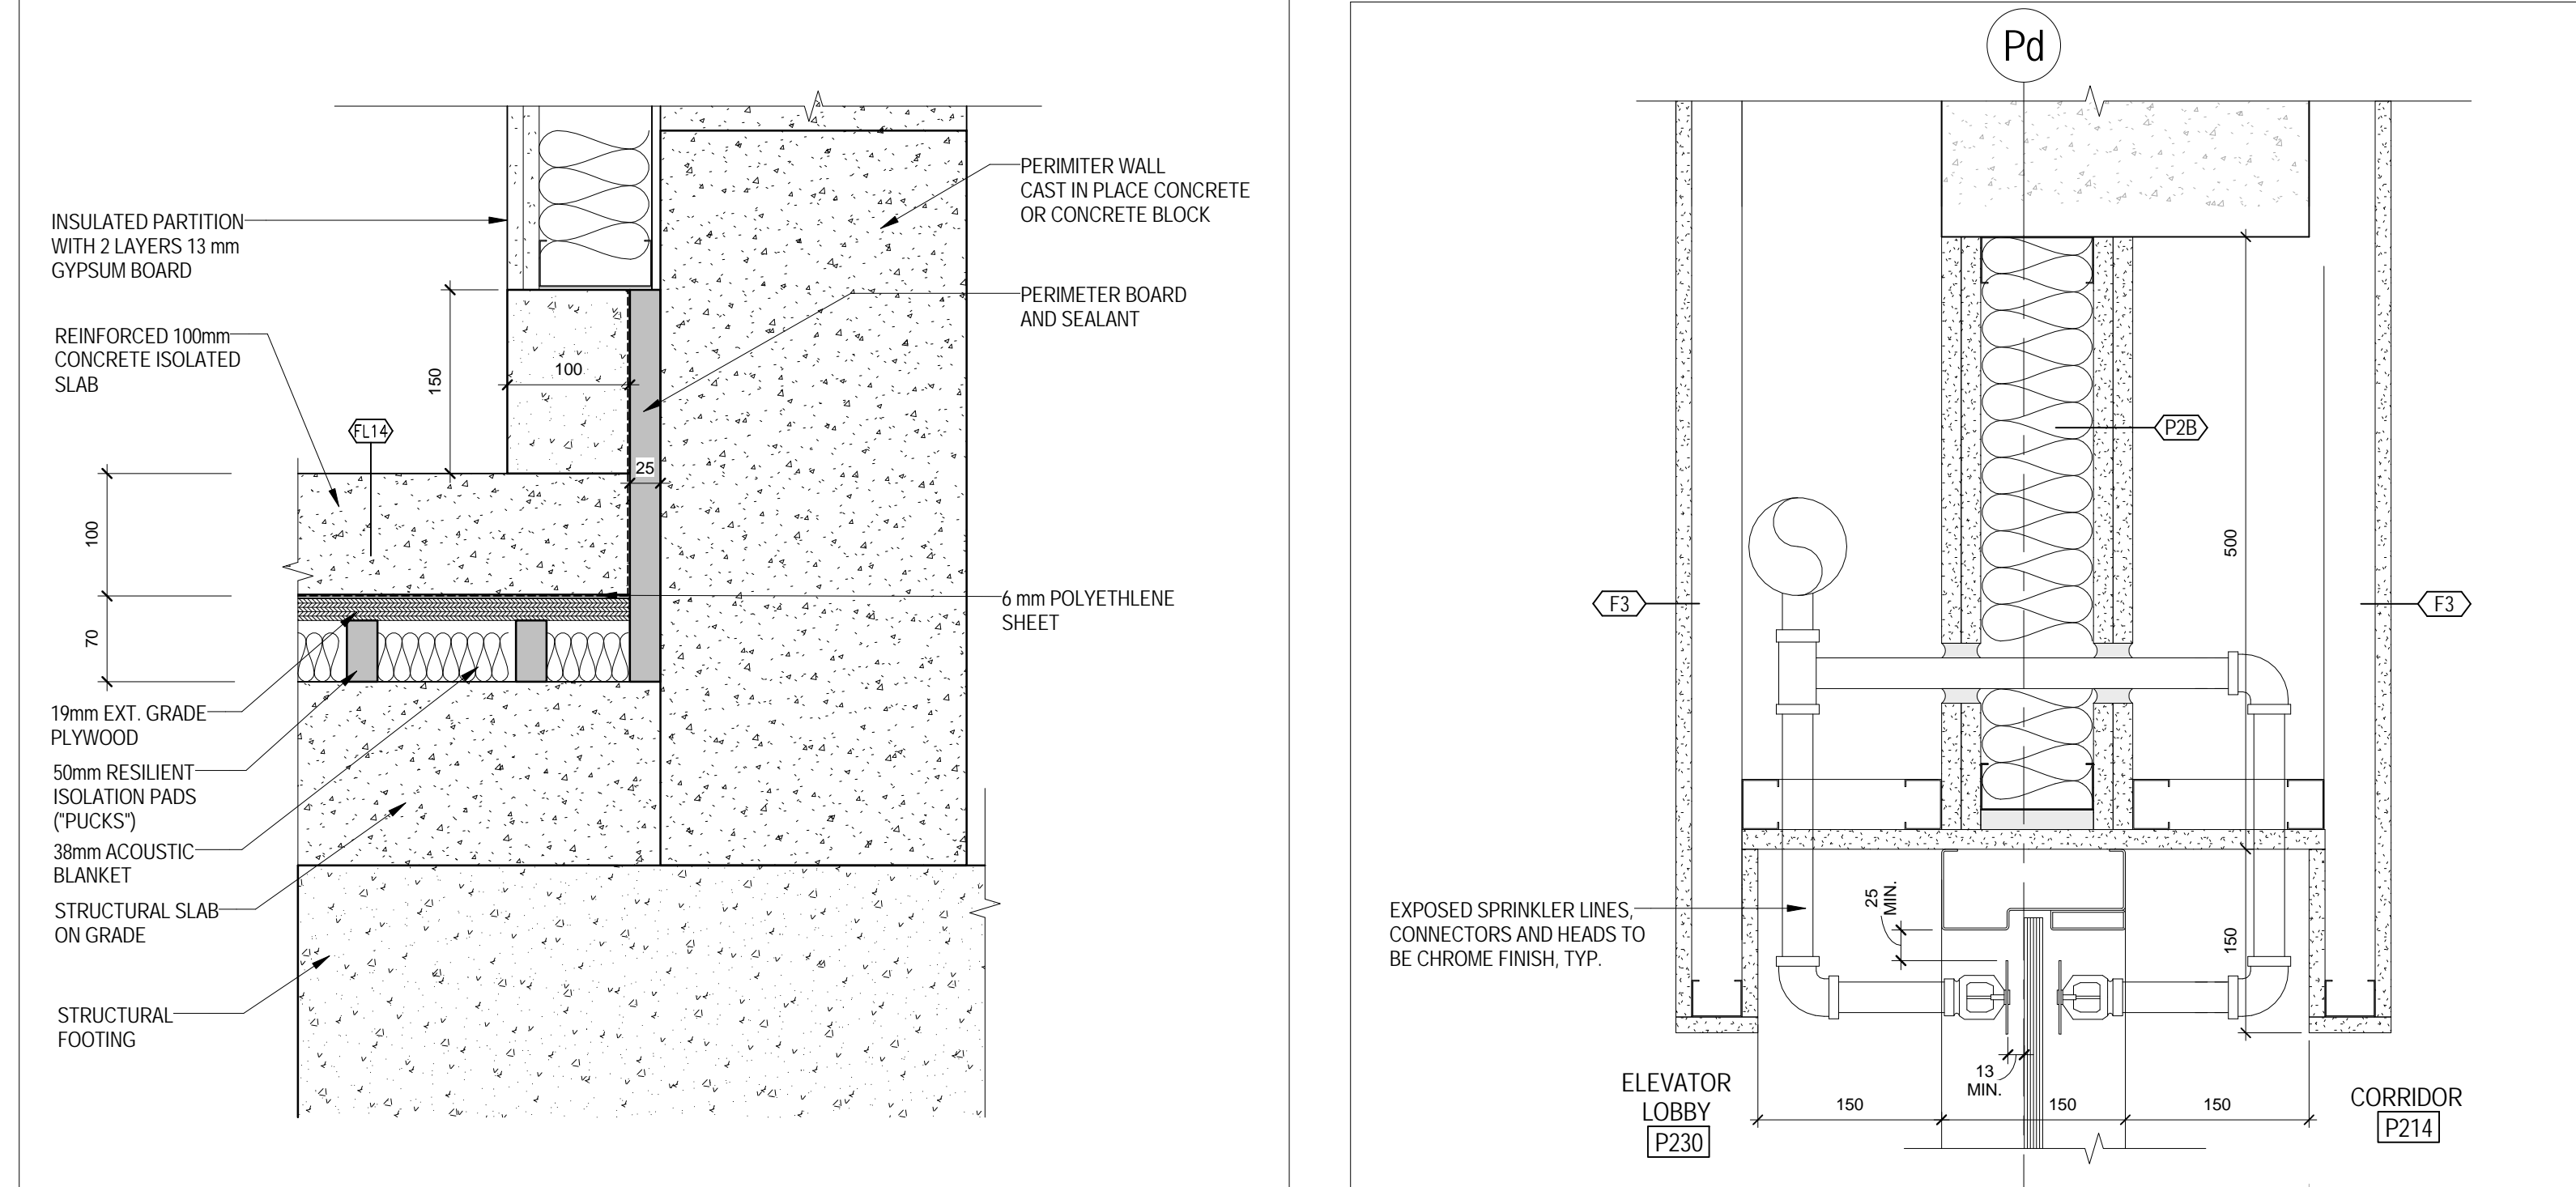 INSULATED PARTITION
WITH 2 LAYERS 13 mm
GYPSUM BOARD
REINFORCED 100mm
CONCRETE ISOLATED
SLAB
FL14
150
100
25
100
70
PERIMITER WALL
CAST IN PLACE CONCRETE
OR CONCRETE BLOCK
PERIMETER BOARD
AND SEALANT
6 mm POLYETHLENE
SHEET
19mm EXT. GRADE
PLYWOOD
50mm RESILIENT
ISOLATION PADS
("PUCKS")
38mm ACOUSTIC
BLANKET
STRUCTURAL SLAB
ON GRADE
STRUCTURAL
FOOTING
Pd
P2B
500
F3
F3
EXPOSED SPRINKLER LINES,
CONNECTORS AND HEADS TO
BE CHROME FINISH, TYP.
25
MIN.
150
13
MIN.
150
150
150
ELEVATOR
LOBBY
P230
CORRIDOR
P214